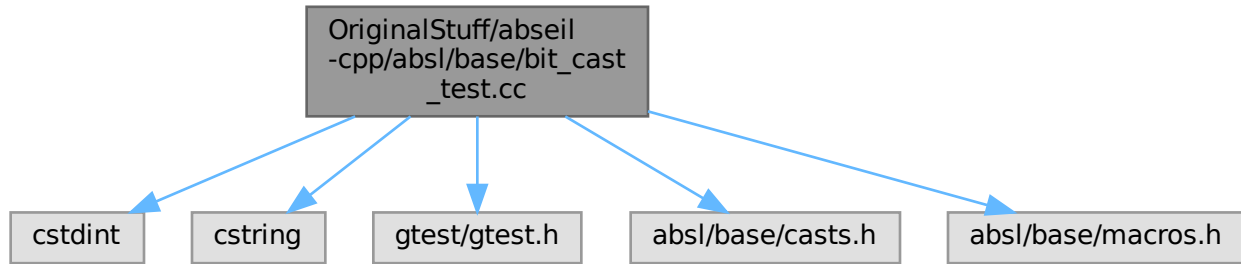 OriginalStuff/abseil
-cpp/absl/base/bit_cast
_test.cc
cstdint
cstring
gtest/gtest.h
absl/base/casts.h
absl/base/macros.h